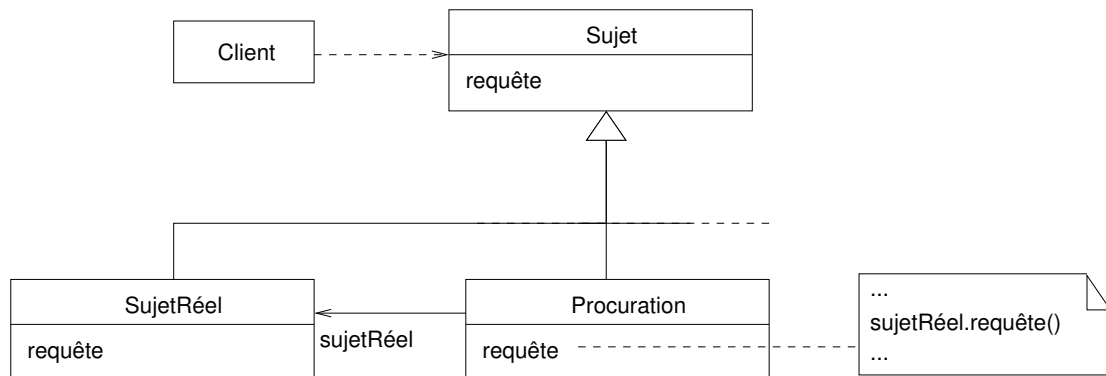 Client
Sujet
requête
SujetRéel
requête
sujetRéel
Procuration
requête
...
sujetRéel.requête()
...